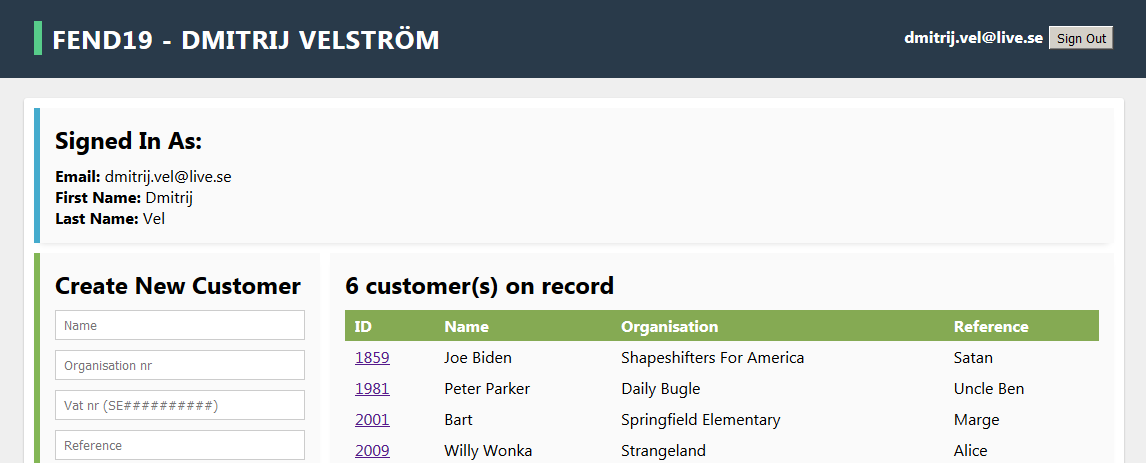 FEND19 - DMITRIJ VELSTRÖM
dmitrij.vel@live.se Sign Out
Signed In As:
Email: dmitrij.vel@live.se
First Name: Dmitrij
Last Name: Vel
Create New Customer
Name
Organisation nr
Vat nr (SE##########)
Reference
6 customer(s) on record
ID Name Organisation Reference
1859 Joe Biden Shapeshifters For America Satan
1981 Peter Parker Daily Bugle Uncle Ben
2001 Bart Springfield Elementary Marge
2009 Willy Wonka Strangeland Alice